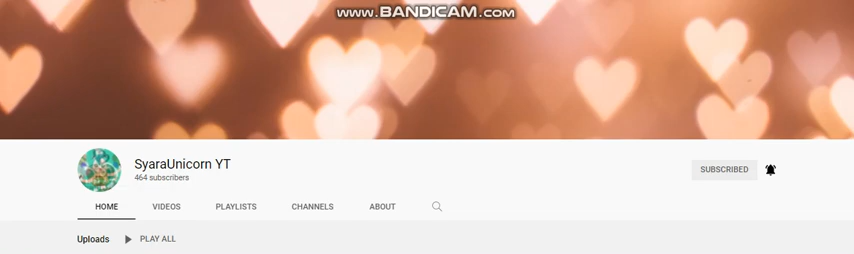 www.BANDICAM.com
SyaraUnicorn YT
464 subscribers
SUBSCRIBED
HOME VIDEOS PLAYLISTS CHANNELS ABOUT
Uploads PLAY ALL